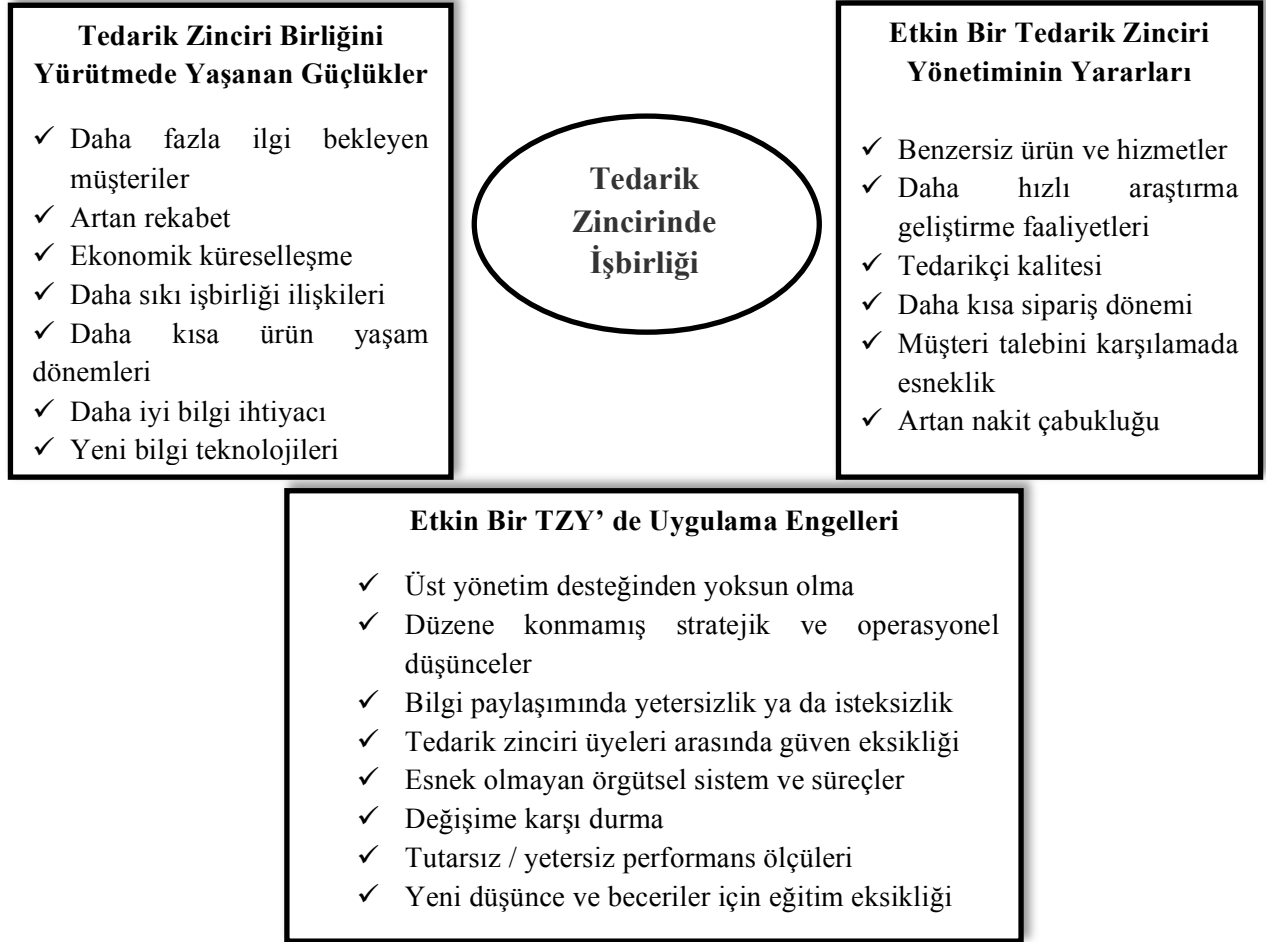 Tedarik Zinciri Birliğini
Yürütmede Yaşanan Güçlükler
✓ Daha fazla ilgi bekleyen
müşteriler
✓ Artan rekabet
✓ Ekonomik küreselleşme
✓ Daha sıkı işbirliği ilişkileri
✓ Daha kısa ürün yaşam
dönemleri
✓ Daha iyi bilgi ihtiyacı
✓ Yeni bilgi teknolojileri
Tedarik
Zincirinde
İşbirliği
Etkin Bir Tedarik Zinciri
Yönetiminin Yararları
✓ Benzersiz ürün ve hizmetler
✓ Daha hızlı araştırma
geliştirme faaliyetleri
✓ Tedarikçi kalitesi
✓ Daha kısa sipariş dönemi
✓ Müşteri talebini karşılamada
esneklik
✓ Artan nakit çabukluğu
Etkin Bir TZY’ de Uygulama Engelleri
✓ Üst yönetim desteğinden yoksun olma
✓ Düzene konmamış stratejik ve operasyonel
düşünceler
✓ Bilgi paylaşımında yetersizlik ya da isteksizlik
✓ Tedarik zinciri üyeleri arasında güven eksikliği
✓ Esnek olmayan örgütsel sistem ve süreçler
✓ Değişime karşı durma
✓ Tutarsız / yetersiz performans ölçüleri
✓ Yeni düşünce ve beceriler için eğitim eksikliği